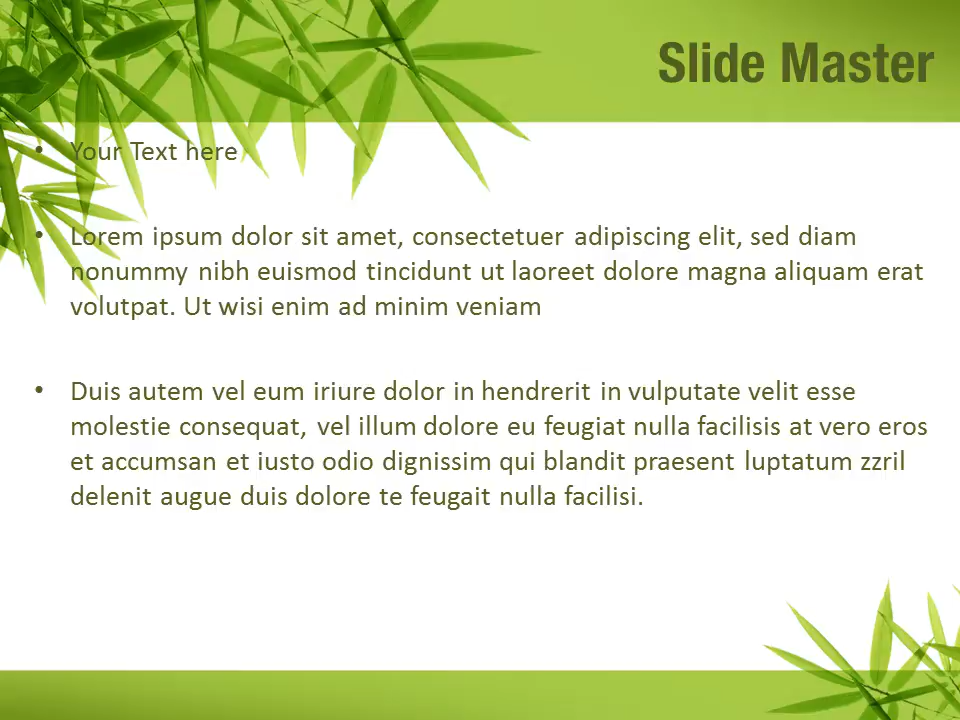 Slide Master
• Your Text here
• Lorem ipsum dolor sit amet, consectetuer adipiscing elit, sed diam
nonummy nibh euismod tincidunt ut laoreet dolore magna aliquam erat
volutpat. Ut wisi enim ad minim veniam
• Duis autem vel eum iriure dolor in hendrerit in vulputate velit esse
molestie consequat, vel illum dolore eu feugiat nulla facilisis at vero eros
et accumsan et iusto odio dignissim qui blandit praesent luptatum zzril
delenit augue duis dolore te feugait nulla facilisi.